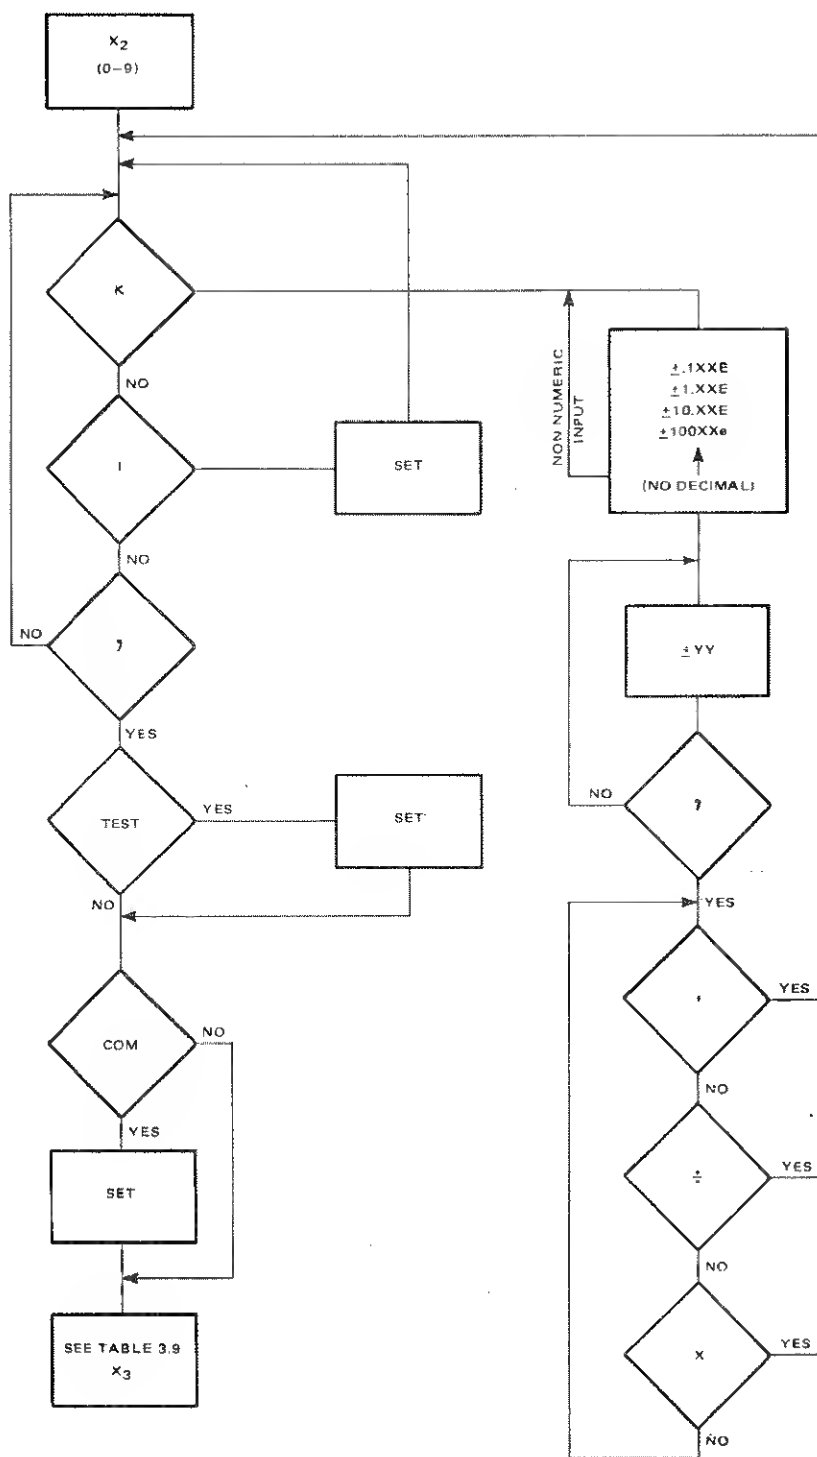 X2
(0-9)
K
NO
I
NO
SET
,
NO
YES
TEST
YES
SET
NO
COM
NO
YES
SET
SEE TABLE 3.9
X3
NON NUMERIC
INPUT
±.1XXE
±1.XXE
±10.XXE
±100XXe
(NO DECIMAL)
±YY
,
NO
YES
YES
NO
÷
YES
NO
X
YES
NO